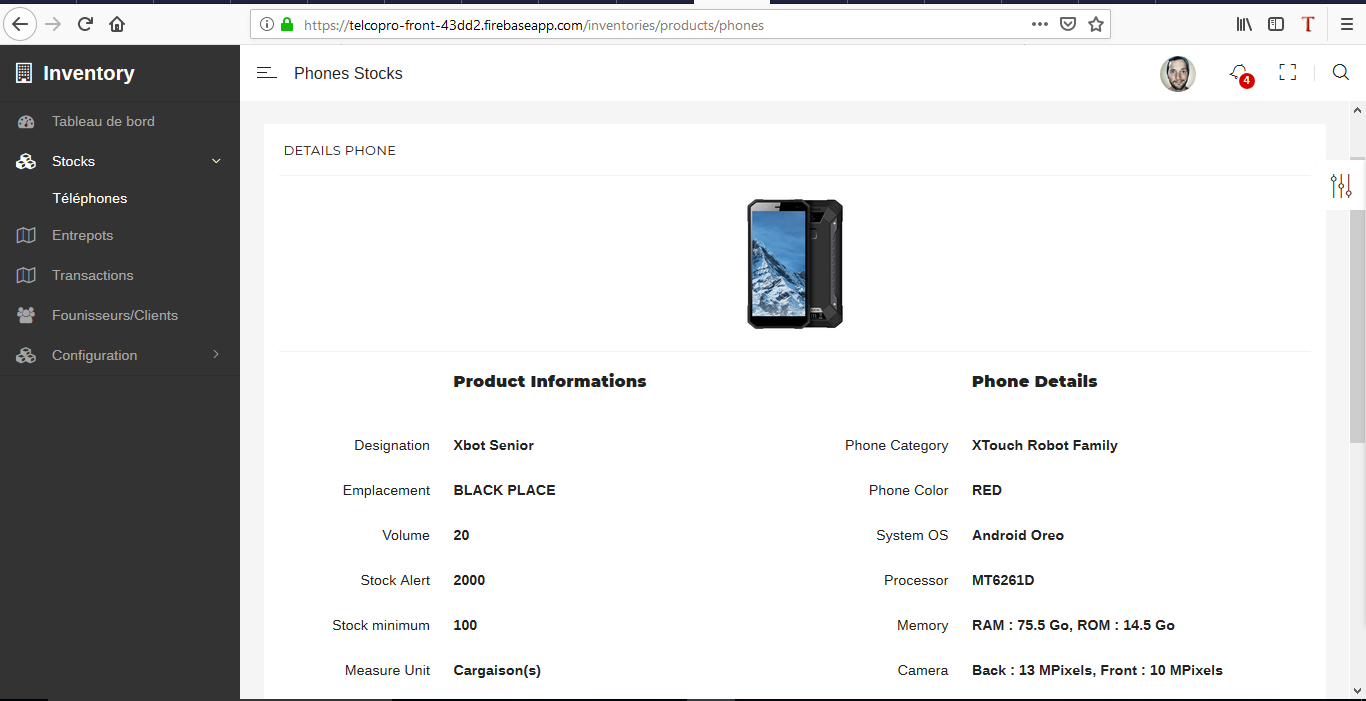 https://telcopro-front-43dd2.firebaseapp.com/inventories/products/phones
T
Inventory
Phones Stocks
4
Tableau de bord
Stocks
Téléphones
Entrepots
Transactions
Founisseurs/Clients
Configuration
DETAILS PHONE
Product Informations
Designation Xbot Senior
Emplacement BLACK PLACE
Volume 20
Stock Alert 2000
Stock minimum 100
Measure Unit Cargaison(s)
Phone Details
Phone Category XTouch Robot Family
Phone Color RED
System OS Android Oreo
Processor MT6261D
Memory RAM : 75.5 Go, ROM : 14.5 Go
Camera Back : 13 MPixels, Front : 10 MPixels